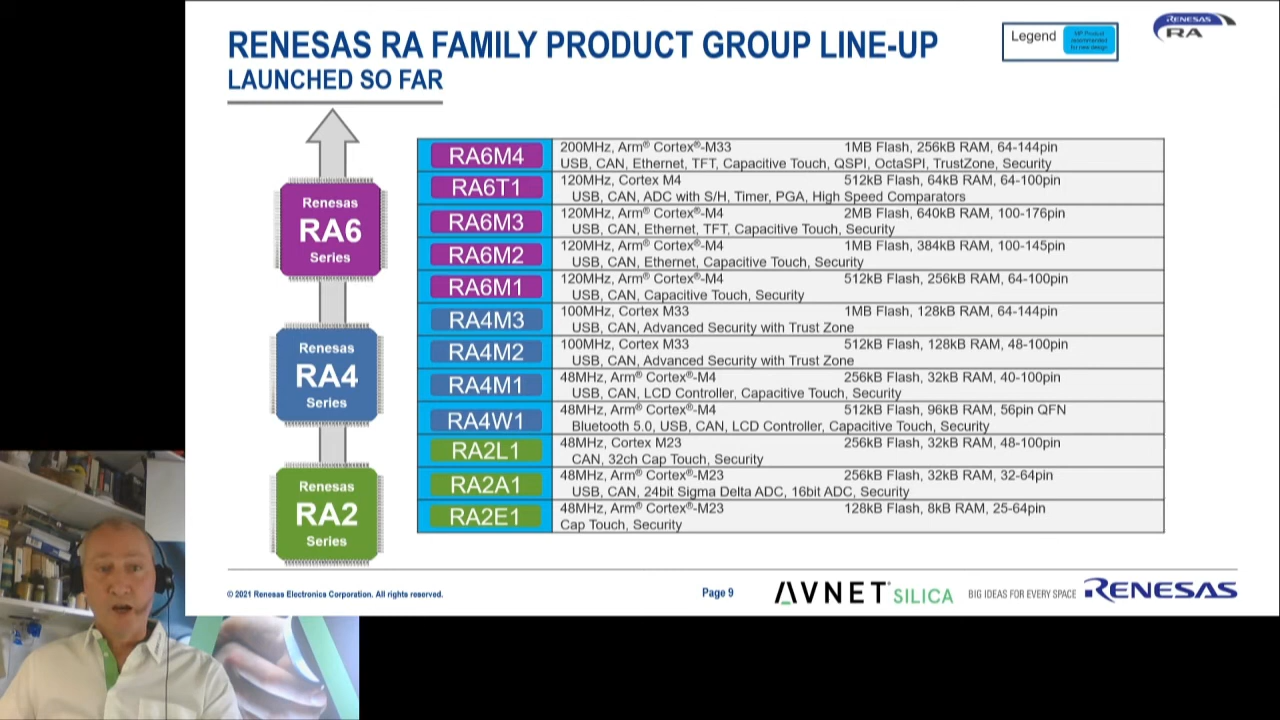 RENESAS RA FAMILY PRODUCT GROUP LINE-UP
LAUNCHED SO FAR
Legend
MP Product
recommended
for new design
RENESAS
RA
Renesas
RA6
Series
Renesas
RA4
Series
Renesas
RA2
Series
RA6M4 200MHz, Arm® Cortex®-M33 1MB Flash, 256kB RAM, 64-144pin
USB, CAN, Ethernet, TFT, Capacitive Touch, QSPI, OctaSPI, TrustZone, Security
RA6T1 120MHz, Cortex M4 512kB Flash, 64kB RAM, 64-100pin
USB, CAN, ADC with S/H, Timer, PGA, High Speed Comparators
RA6M3 120MHz, Arm® Cortex®-M4 2MB Flash, 640kB RAM, 100-176pin
USB, CAN, Ethernet, TFT, Capacitive Touch, Security
RA6M2 120MHz, Arm® Cortex®-M4 1MB Flash, 384kB RAM, 100-145pin
USB, CAN, Ethernet, Capacitive Touch, Security
RA6M1 120MHz, Arm® Cortex®-M4 512kB Flash, 256kB RAM, 64-100pin
USB, CAN, Capacitive Touch, Security
RA4M3 100MHz, Cortex M33 1MB Flash, 128kB RAM, 64-144pin
USB, CAN, Advanced Security with Trust Zone
RA4M2 100MHz, Cortex M33 512kB Flash, 128kB RAM, 48-100pin
USB, CAN, Advanced Security with Trust Zone
RA4M1 48MHz, Arm® Cortex®-M4 256kB Flash, 32kB RAM, 40-100pin
USB, CAN, LCD Controller, Capacitive Touch, Security
RA4W1 48MHz, Arm® Cortex®-M4 512kB Flash, 96kB RAM, 56pin QFN
Bluetooth 5.0, USB, CAN, LCD Controller, Capacitive Touch, Security
RA2L1 48MHz, Cortex M23 256kB Flash, 32kB RAM, 48-100pin
CAN, 32ch Cap Touch, Security
RA2A1 48MHz, Arm® Cortex®-M23 256kB Flash, 32kB RAM, 32-64pin
USB, CAN, 24bit Sigma Delta ADC, 16bit ADC, Security
RA2E1 48MHz, Arm® Cortex®-M23 128kB Flash, 8kB RAM, 25-64pin
Cap Touch, Security
© 2021 Renesas Electronics Corporation. All rights reserved.
Page 9
AVNET SILICA
BIG IDEAS FOR EVERY SPACE RENESAS